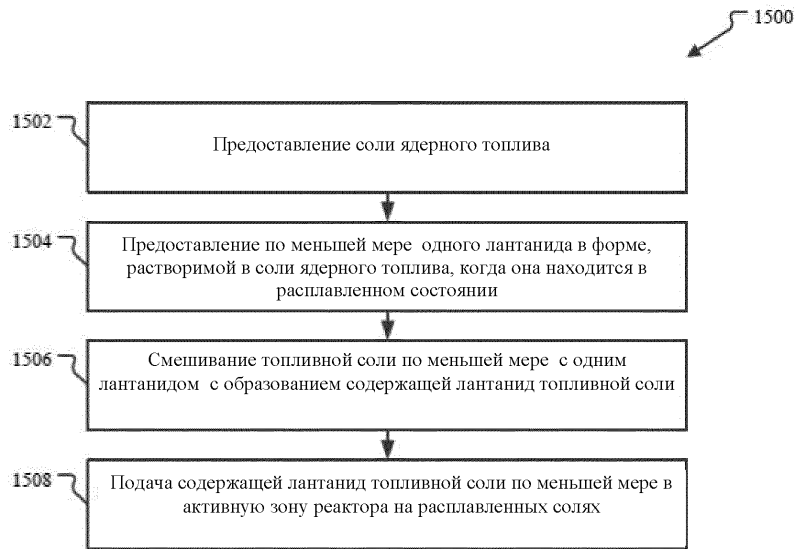 1500
1502
Предоставление соли ядерного топлива
1504
Предоставление по меньшей мере одного лантанида в форме,
растворимой в соли ядерного топлива, когда она находится в
расплавленном состоянии
1506
Смешивание топливной соли по меньшей мере с одним
лантанидом с образованием содержащей лантанид топливной соли
1508
Подача содержащей лантанид топливной соли по меньшей мере в
активную зону реактора на расплавленных солях